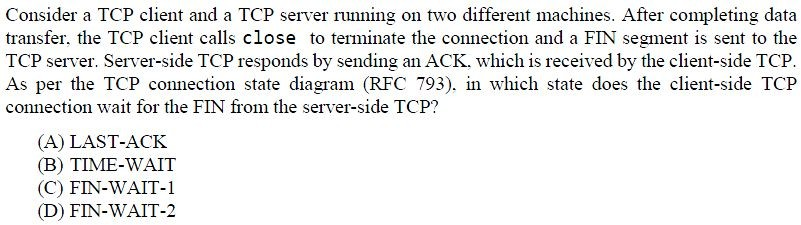 Consider a TCP client and a TCP server running on two different machines. After completing data
transfer, the TCP client calls close to terminate the connection and a FIN segment is sent to the
TCP server. Server-side TCP responds by sending an ACK, which is received by the client-side TCP.
As per the TCP connection state diagram (RFC 793), in which state does the client-side TCP
connection wait for the FIN from the server-side TCP?
(A) LAST-ACK
(B) TIME-WAIT
(C) FIN-WAIT-1
(D) FIN-WAIT-2